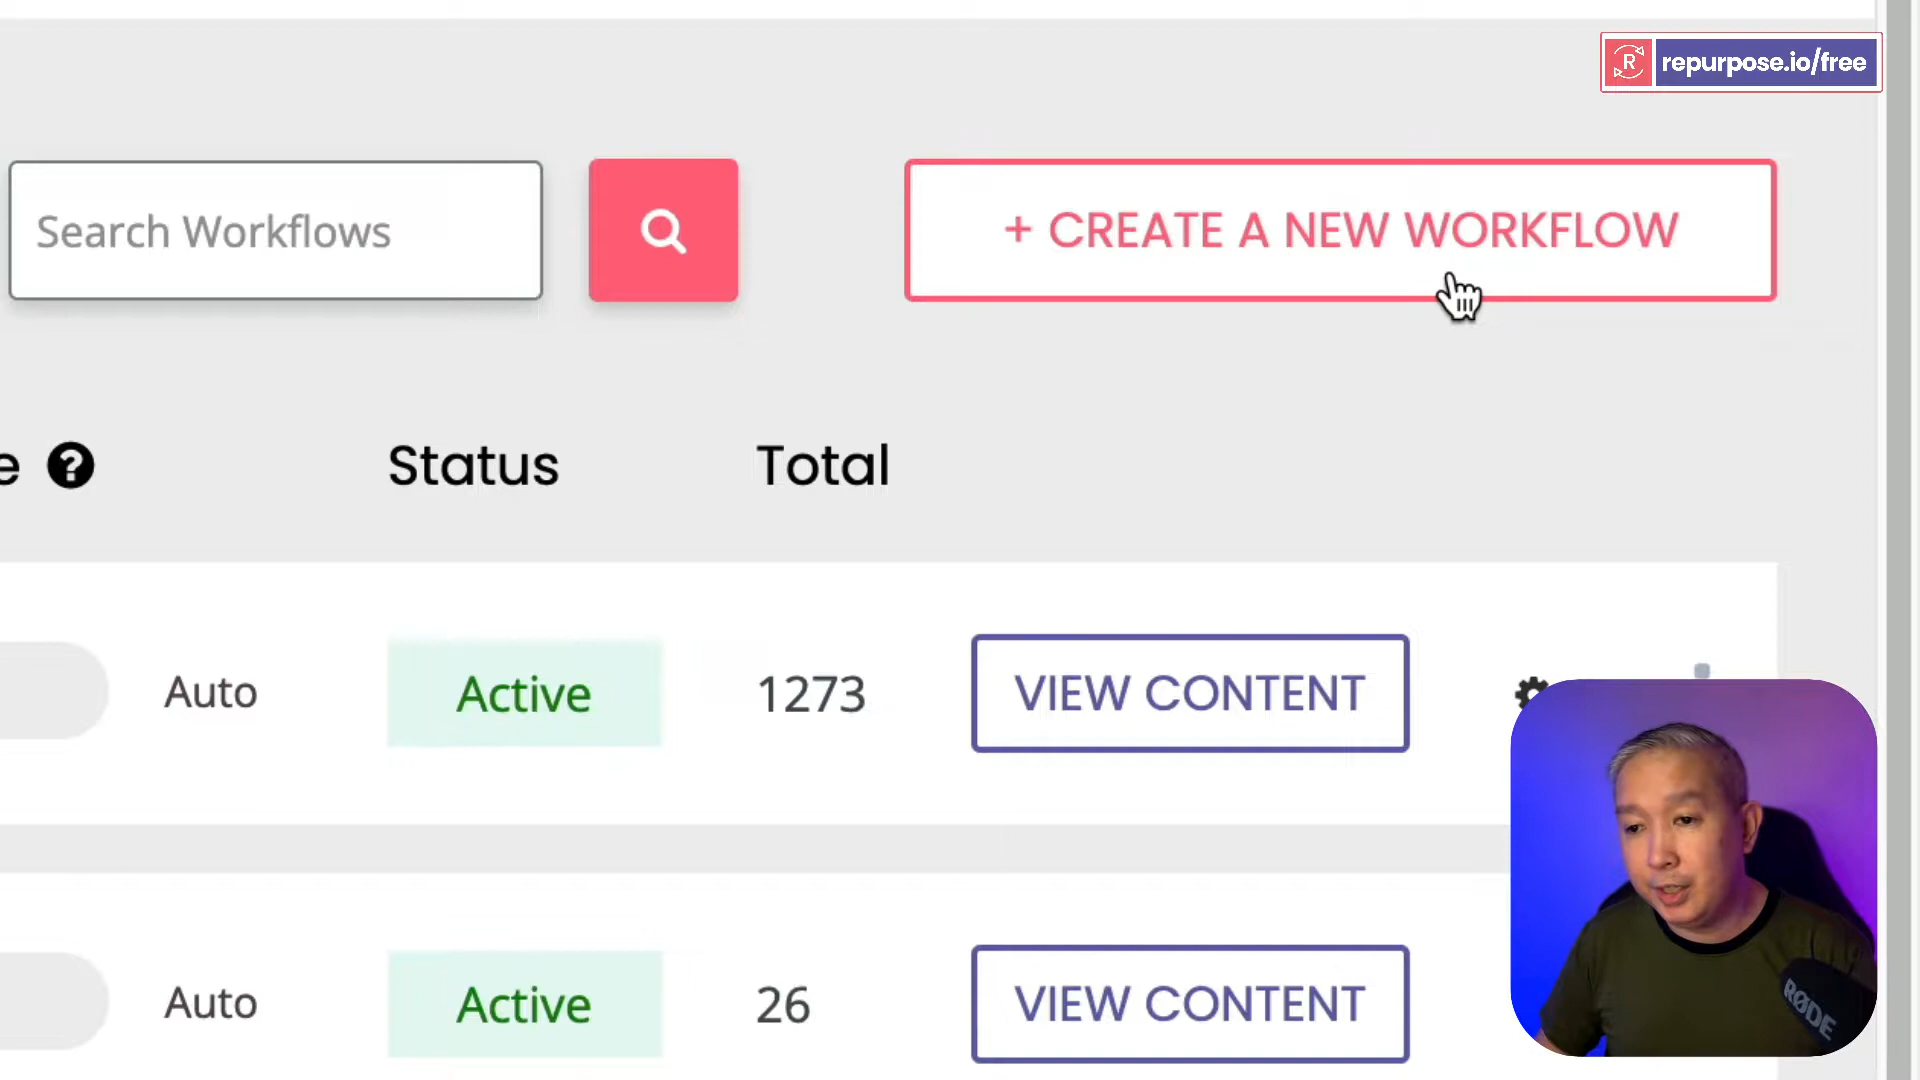 R repurpose.io/free
Search Workflows
+ CREATE A NEW WORKFLOW
e ? Status Total
Auto Active 1273 VIEW CONTENT
Auto Active 26 VIEW CONTENT
RØDE